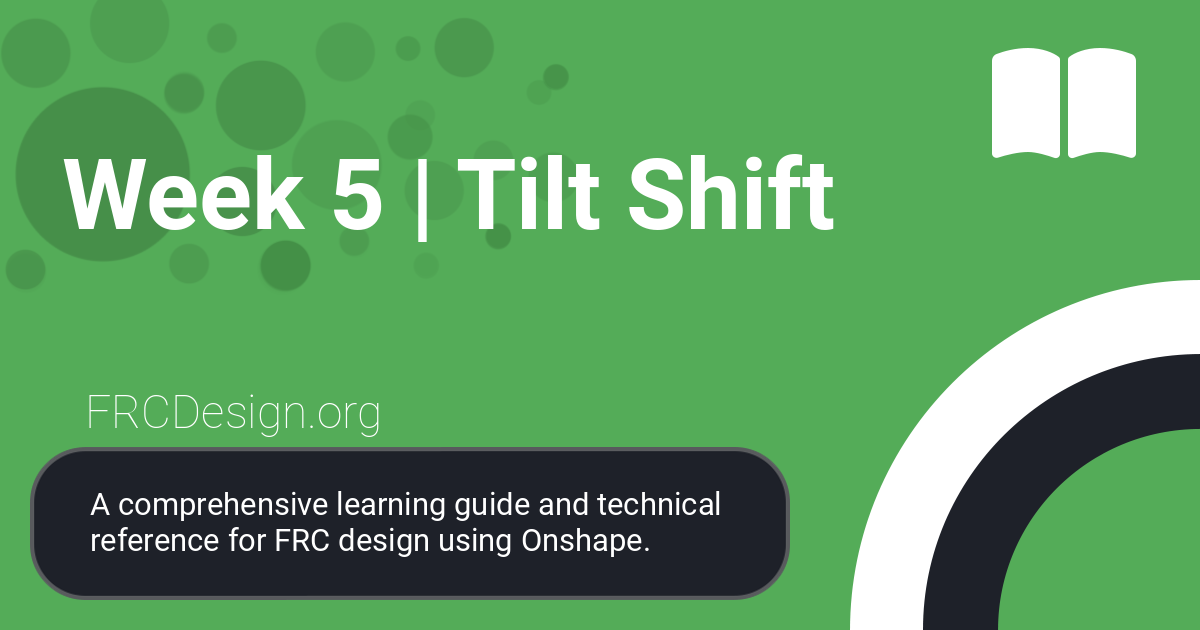 Week 5 | Tilt Shift
FRCDesign.org
A comprehensive learning guide and technical
reference for FRC design using Onshape.